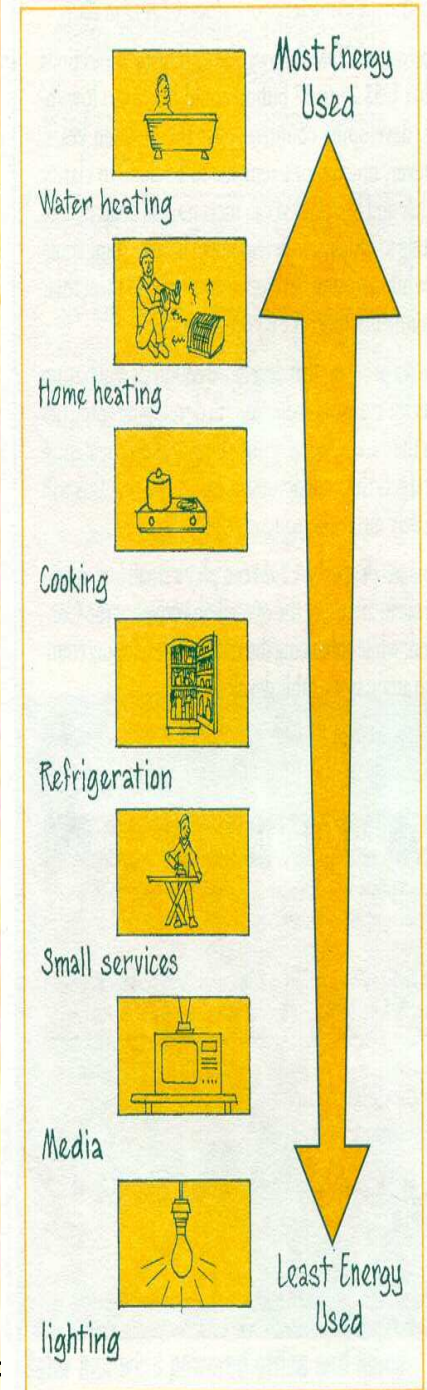 Most Energy
Used
Water heating
Home heating
Cooking
Refrigeration
Small services
Media
lighting
Least Energy
Used